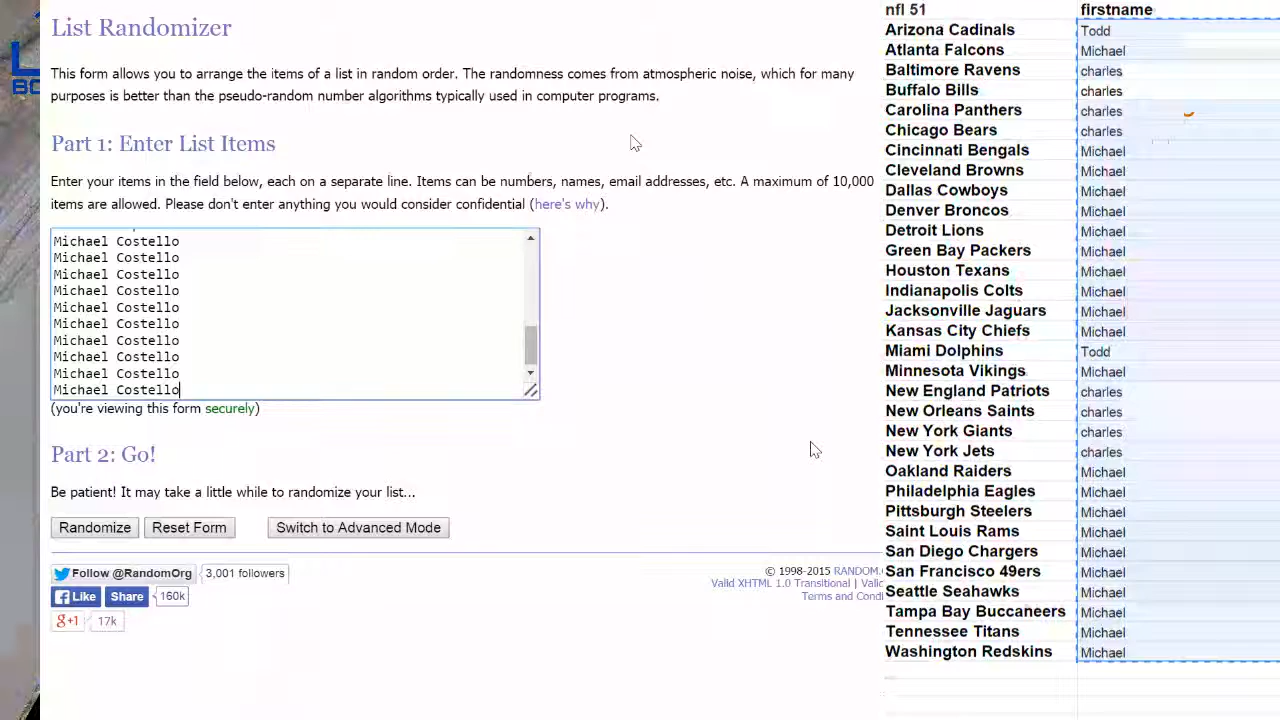 List Randomizer
This form allows you to arrange the items of a list in random order. The randomness comes from atmospheric noise, which for many
purposes is better than the pseudo-random number algorithms typically used in computer programs.
Part 1: Enter List Items
Enter your items in the field below, each on a separate line. Items can be numbers, names, email addresses, etc. A maximum of 10,000
items are allowed. Please don't enter anything you would consider confidential (here's why).
Michael Costello
Michael Costello
Michael Costello
Michael Costello
Michael Costello
Michael Costello
Michael Costello
Michael Costello
Michael Costello
Michael Costello
(you're viewing this form securely)
Part 2: Go!
Be patient! It may take a little while to randomize your list...
Randomize Reset Form Switch to Advanced Mode
Follow @RandomOrg 3,001 followers
Like Share 160k
g+1 17k
© 1998-2015 RANDOM.
Valid XHTML 1.0 Transitional | Valid
Terms and Condi
nfl 51 firstname
Arizona Cadinals Todd
Atlanta Falcons Michael
Baltimore Ravens charles
Buffalo Bills charles
Carolina Panthers charles
Chicago Bears charles
Cincinnati Bengals Michael
Cleveland Browns Michael
Dallas Cowboys Michael
Denver Broncos Michael
Detroit Lions Michael
Green Bay Packers Michael
Houston Texans Michael
Indianapolis Colts Michael
Jacksonville Jaguars Michael
Kansas City Chiefs Michael
Miami Dolphins Todd
Minnesota Vikings Michael
New England Patriots charles
New Orleans Saints charles
New York Giants charles
New York Jets charles
Oakland Raiders Michael
Philadelphia Eagles Michael
Pittsburgh Steelers Michael
Saint Louis Rams Michael
San Diego Chargers Michael
San Francisco 49ers Michael
Seattle Seahawks Michael
Tampa Bay Buccaneers Michael
Tennessee Titans Michael
Washington Redskins Michael